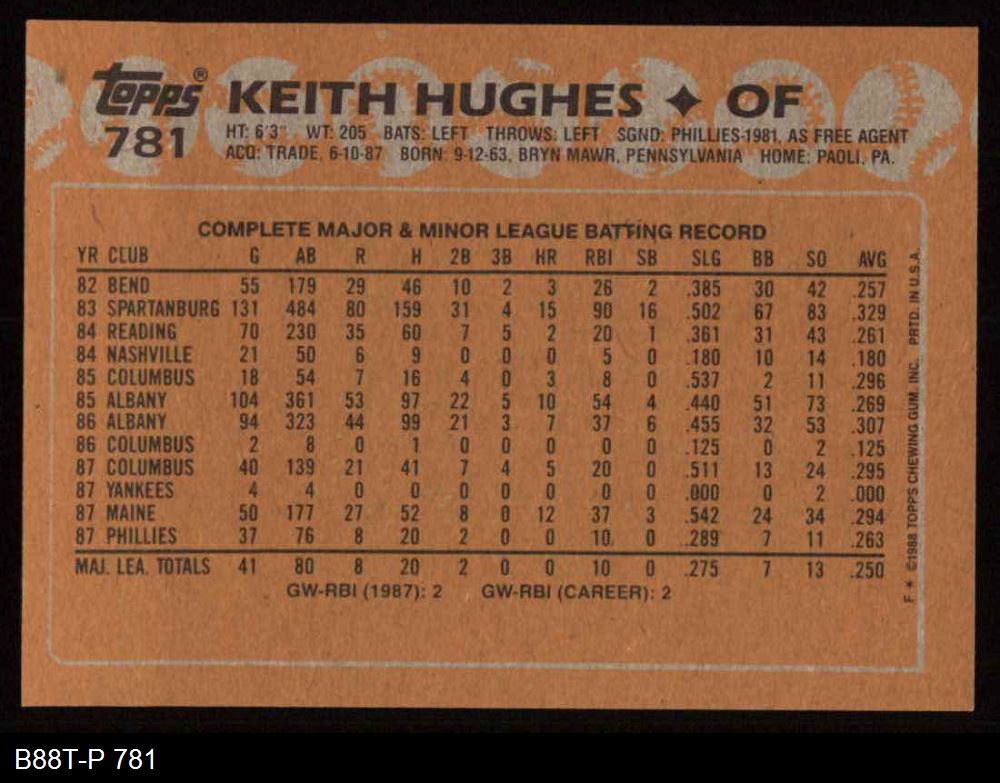 Topps® KEITH HUGHES ✦ OF
781 HT: 6'3" WT: 205 BATS: LEFT THROWS: LEFT SGND: PHILLIES-1981, AS FREE AGENT
ACQ: TRADE, 6-10-87 BORN: 9-12-63, BRYN MAWR, PENNSYLVANIA HOME: PAOLI, PA.
COMPLETE MAJOR & MINOR LEAGUE BATTING RECORD
YR CLUB G AB R H 2B 3B HR RBI SB SLG BB SO AVG
82 BEND 55 179 29 46 10 2 3 26 2 .385 30 42 .257
83 SPARTANBURG 131 484 80 159 31 4 15 90 16 .502 67 83 .329
84 READING 70 230 35 60 7 5 2 20 1 .361 31 43 .261
84 NASHVILLE 21 50 6 9 0 0 0 5 0 .180 10 14 .180
85 COLUMBUS 18 54 7 16 4 0 3 8 0 .537 2 11 .296
85 ALBANY 104 361 53 97 22 5 10 54 4 .440 51 73 .269
86 ALBANY 94 323 44 99 21 3 7 37 6 .455 32 53 .307
86 COLUMBUS 2 8 0 1 0 0 0 0 0 .125 0 2 .125
87 COLUMBUS 40 139 21 41 7 4 5 20 0 .511 13 24 .295
87 YANKEES 4 4 0 0 0 0 0 0 0 .000 0 2 .000
87 MAINE 50 177 27 52 8 0 12 37 3 .542 24 34 .294
87 PHILLIES 37 76 8 20 2 0 0 10 0 .289 7 11 .263
MAJ. LEA. TOTALS 41 80 8 20 2 0 0 10 0 .275 7 13 .250
GW-RBI (1987): 2 GW-RBI (CAREER): 2
F * ©1988 TOPPS CHEWING GUM, INC. PRTD. IN U.S.A.
B88T-P 781